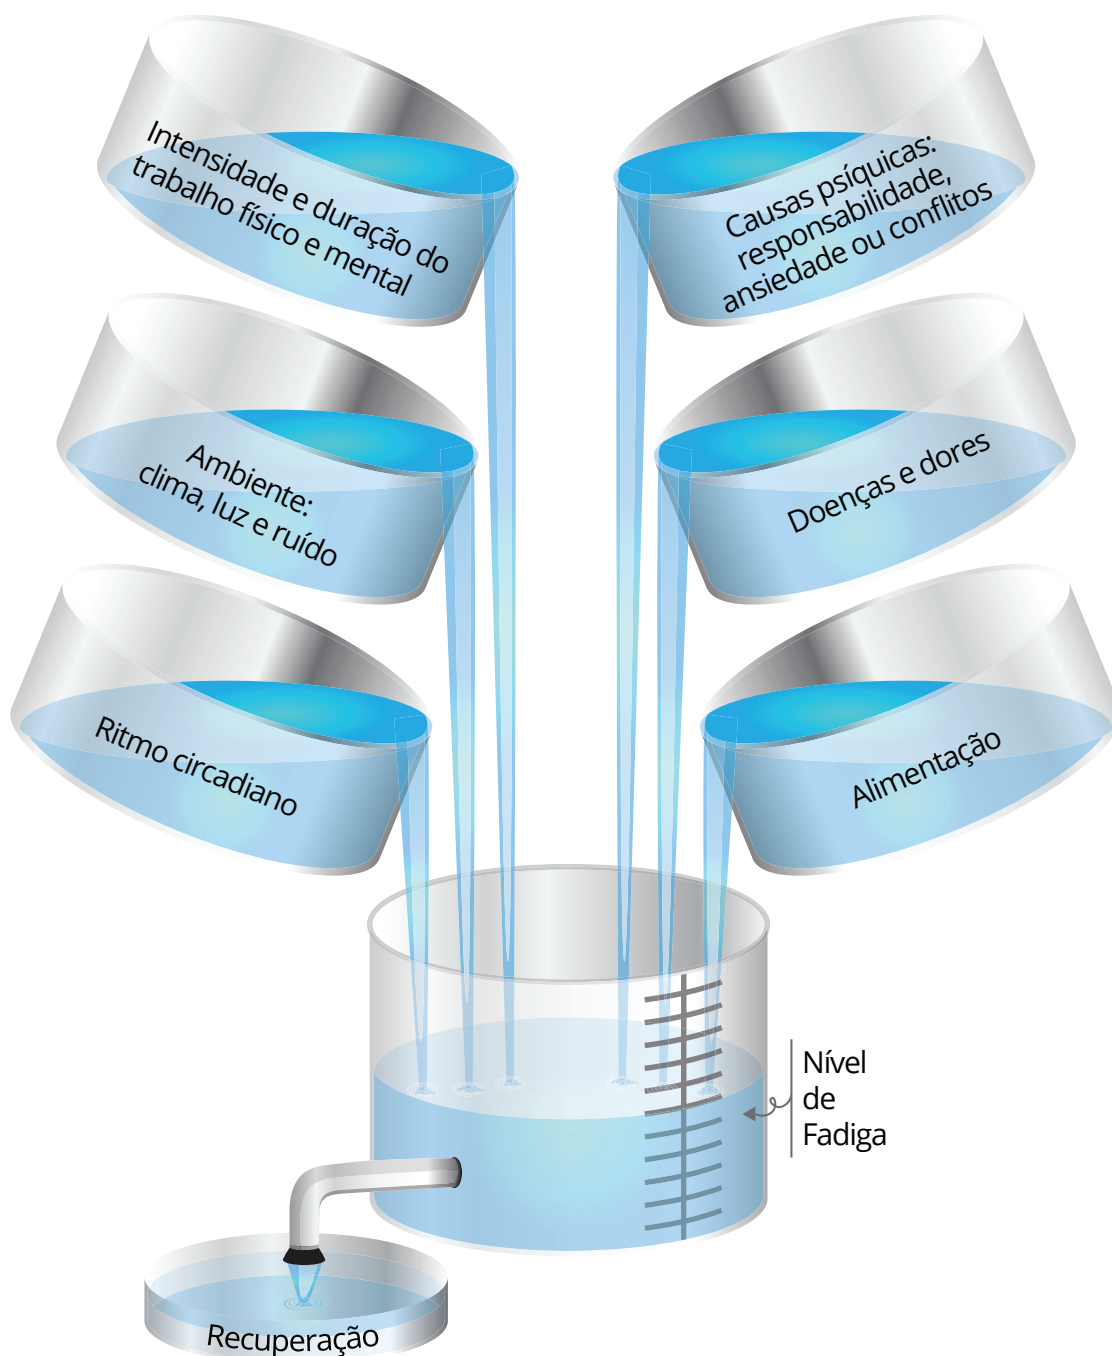 Intensidade e duração do
trabalho físico e mental
Causas psíquicas:
responsabilidade,
ansiedade ou conflitos
Ambiente:
clima, luz e ruído
Doenças e dores
Ritmo circadiano
Alimentação
Nível
de
Fadiga
Recuperação